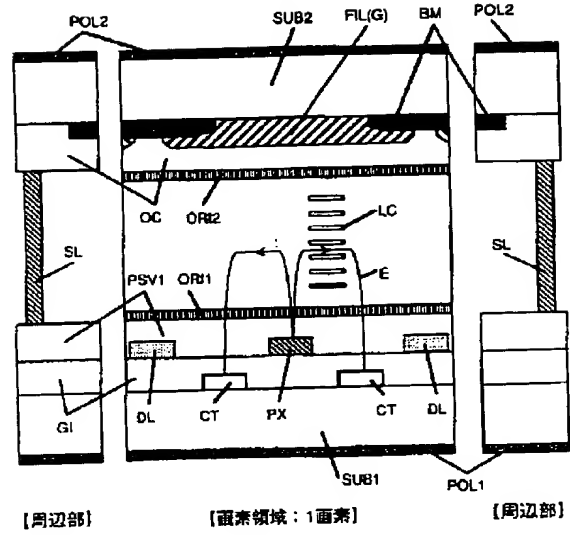 POL2
SUB2
FIL(G)
BM
POL2
OC
ORI2
LC
SL
SL
PSV1
ORI1
E
DL
CT
PX
CT
DL
GI
SUB1
POL1
【周辺部】
【画素領域：1画素】
【周辺部】